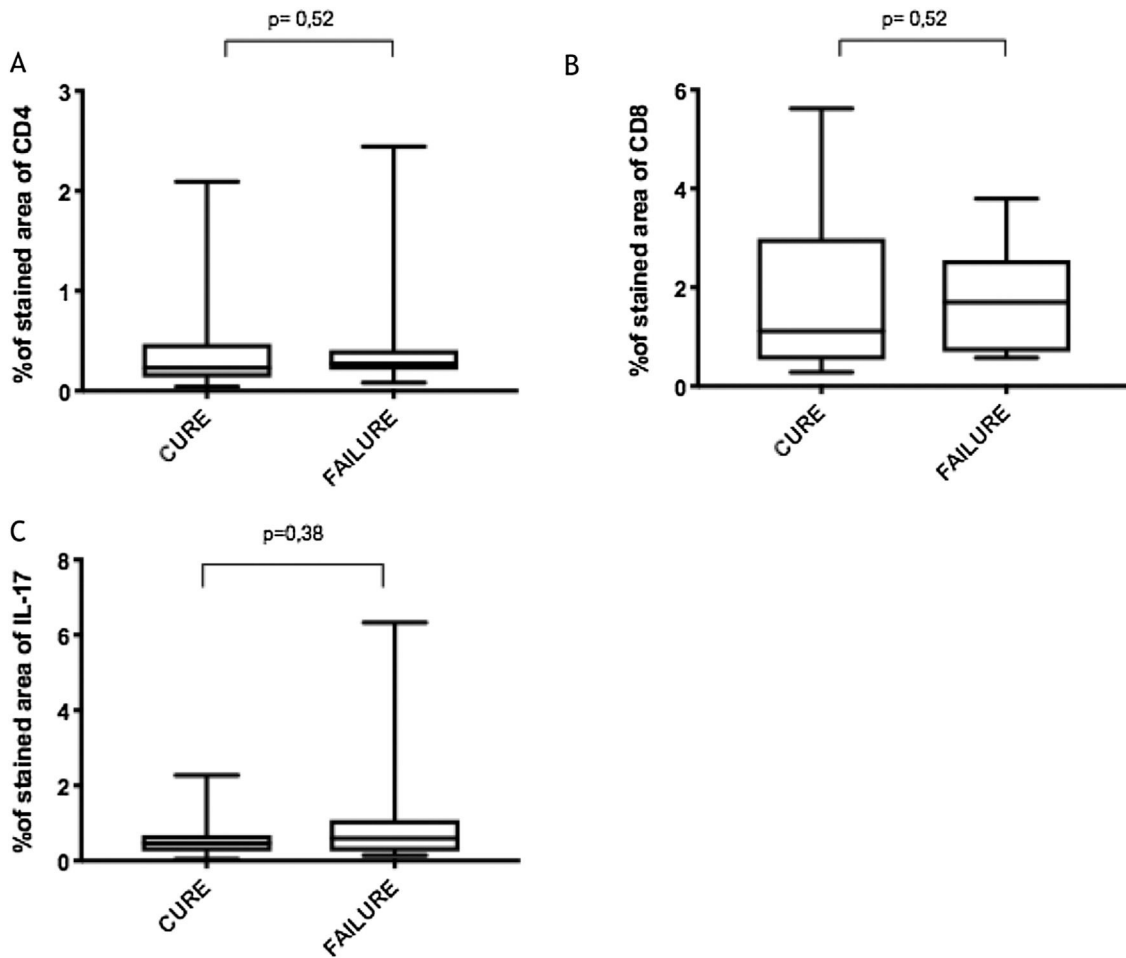 A
p= 0,52
%of stained area of CD4
3
2
1
0
CURE
FAILURE
B
p= 0,52
%of stained area of CD8
6
4
2
0
CURE
FAILURE
C
p=0,38
%of stained area of IL-17
8
6
4
2
0
CURE
FAILURE